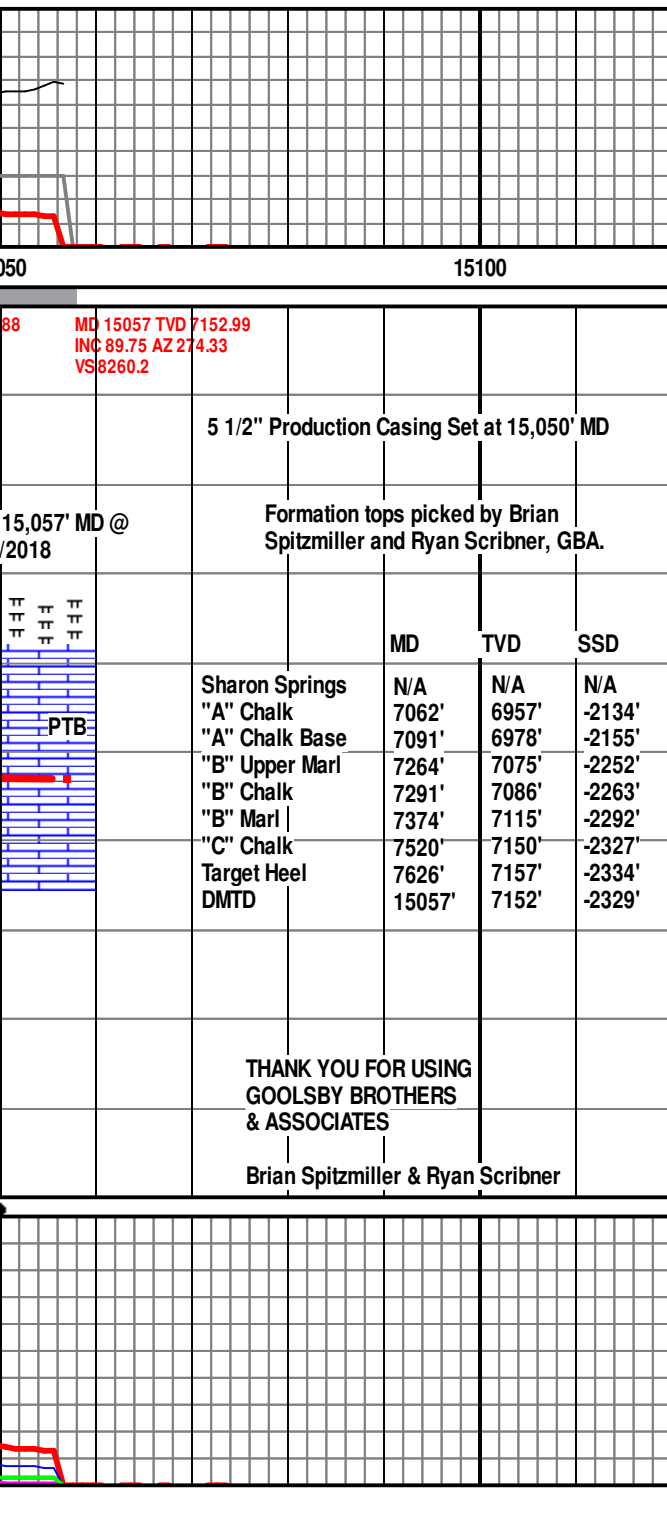 050 15100
88 MD 15057 TVD 7152.99
INC 89.75 AZ 274.33
VS 8260.2
5 1/2" Production Casing Set at 15,050' MD
15,057' MD @
/2018
Formation tops picked by Brian
Spitzmiller and Ryan Scribner, GBA.
PTB
MD TVD SSD
Sharon Springs N/A N/A N/A
"A" Chalk 7062' 6957' -2134'
"A" Chalk Base 7091' 6978' -2155'
"B" Upper Marl 7264' 7075' -2252'
"B" Chalk 7291' 7086' -2263'
"B" Marl 7374' 7115' -2292'
"C" Chalk 7520' 7150' -2327'
Target Heel 7626' 7157' -2334'
DMTD 15057' 7152' -2329'
THANK YOU FOR USING
GOOLSBY BROTHERS
& ASSOCIATES
Brian Spitzmiller & Ryan Scribner